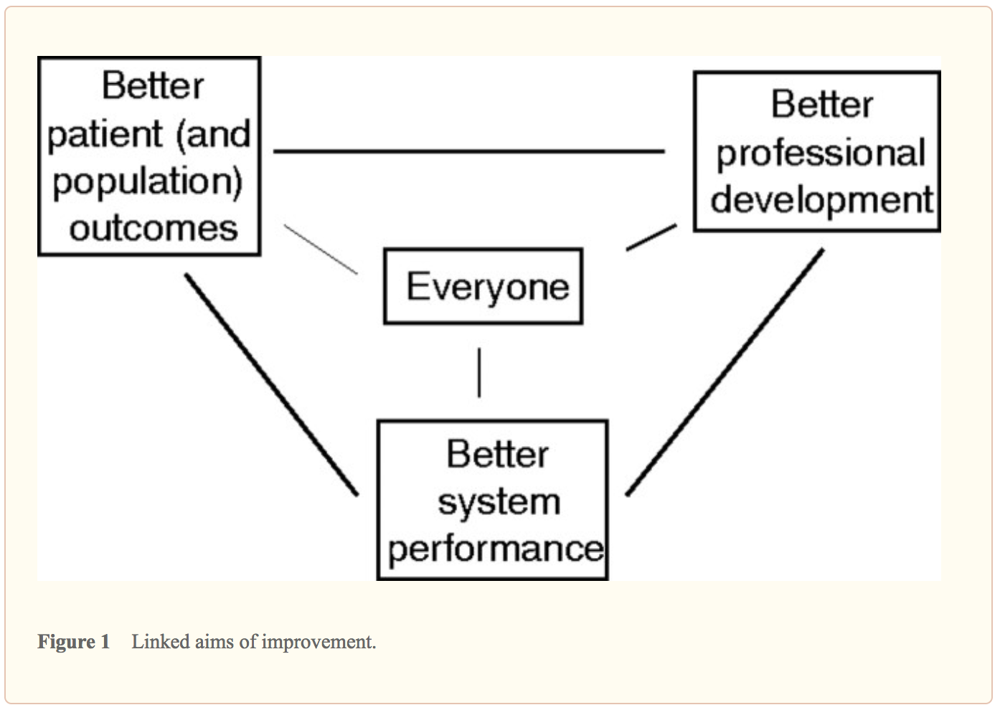 Better
patient (and
population)
outcomes
Better
professional
development
Everyone
Better
system
performance
Figure 1 Linked aims of improvement.